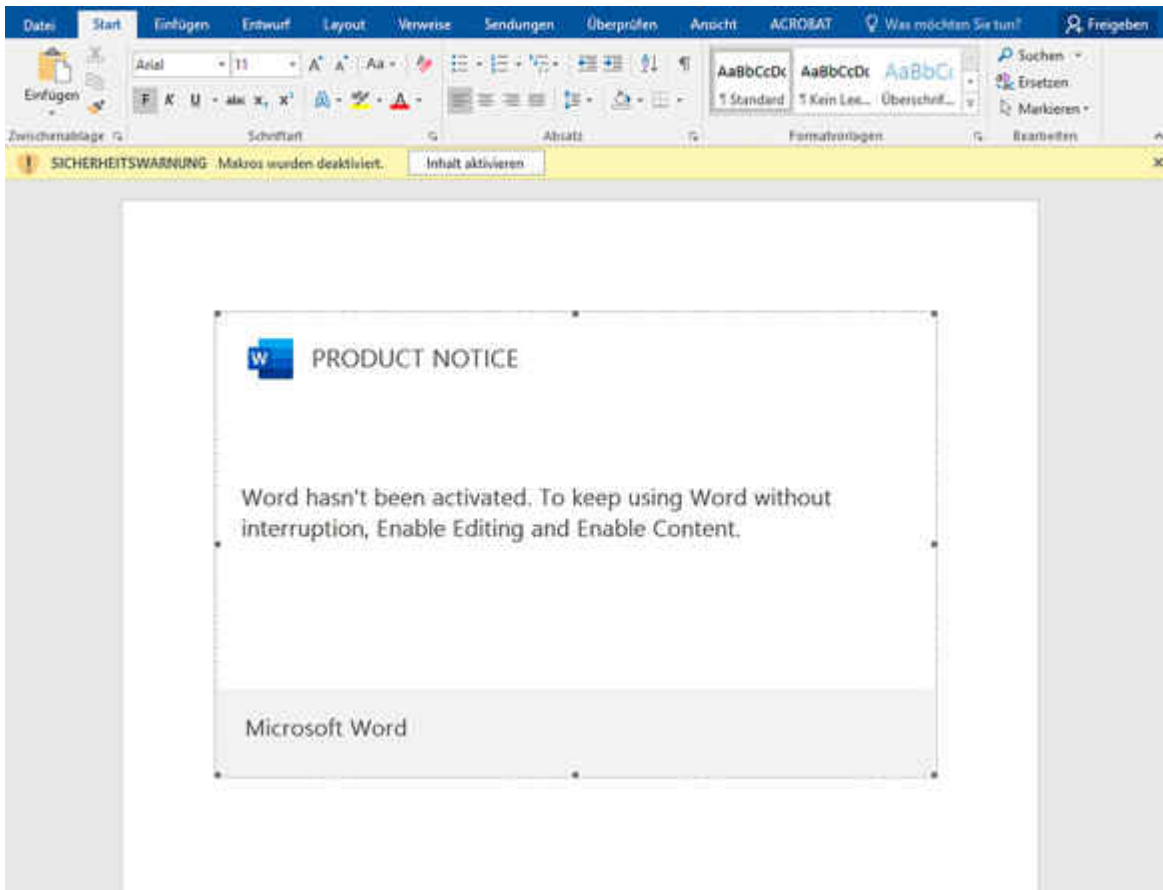 Datei Start Einfügen Entwurf Layout Verweise Sendungen Überprüfen Ansicht ACROBAT Was möchten Sie tun? Freigeben
Einfügen
Arial 11 A A Aa
F K U abc x, x²
AaBbCcDc AaBbCcDc AaBbCc
¶ Standard ¶ Kein Lee... Überschrif...
Suchen
Ersetzen
Markieren
Zwischenablage Schriftart Absatz Formatvorlagen Bearbeiten
SICHERHEITSWARNUNG Makros wurden deaktiviert. Inhalt aktivieren
W PRODUCT NOTICE
Word hasn't been activated. To keep using Word without
interruption, Enable Editing and Enable Content.
Microsoft Word